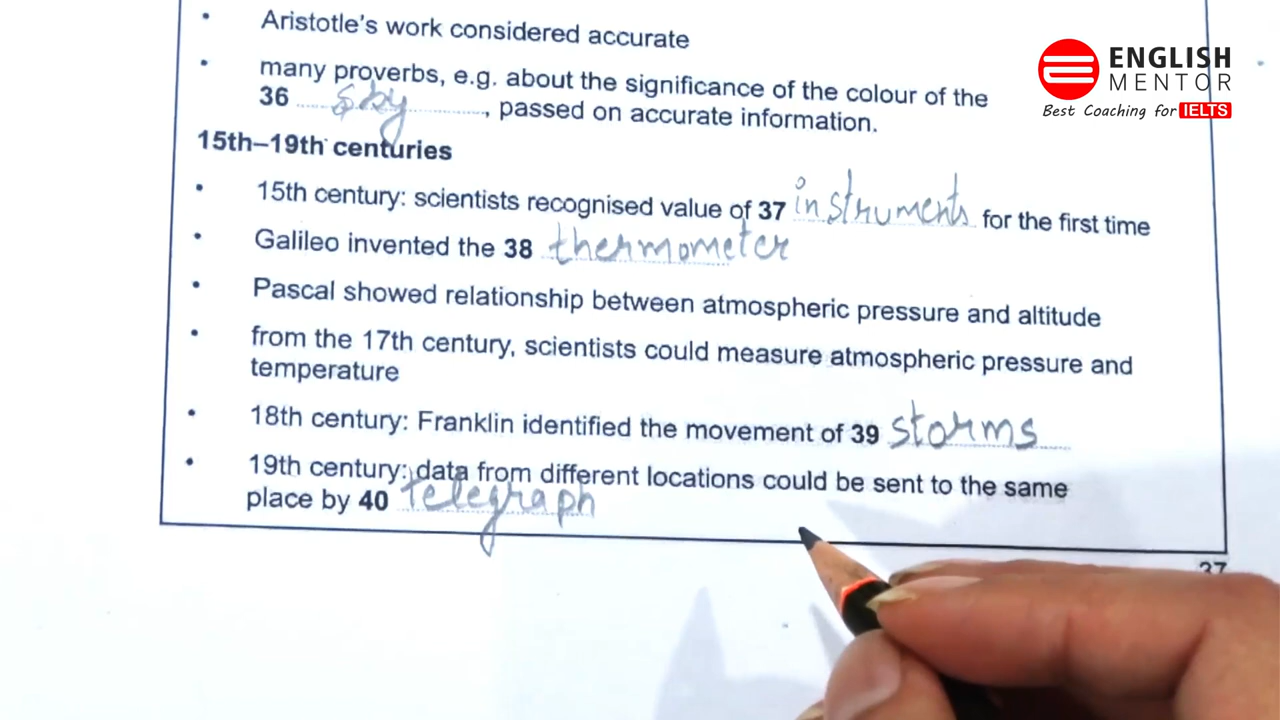 Aristotle's work considered accurate
many proverbs, e.g. about the significance of the colour of the
36 sky, passed on accurate information.
15th–19th centuries
15th century: scientists recognised value of 37 instruments for the first time
Galileo invented the 38 thermometer
Pascal showed relationship between atmospheric pressure and altitude
from the 17th century, scientists could measure atmospheric pressure and
temperature
18th century: Franklin identified the movement of 39 storms
19th century: data from different locations could be sent to the same
place by 40 telegraph
37
ENGLISH
MENTOR
Best Coaching for IELTS